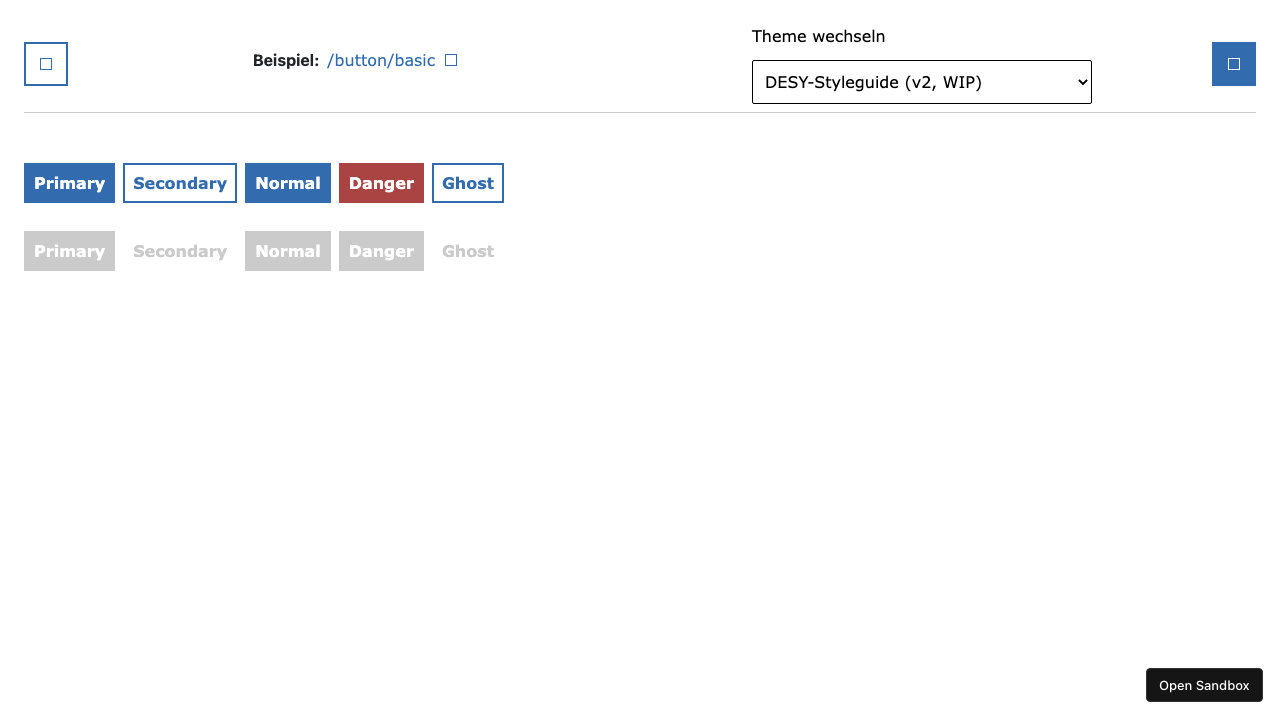 Theme wechseln
Beispiel: /button/basic
DESY-Styleguide (v2, WIP)
Primary Secondary Normal Danger Ghost
Primary Secondary Normal Danger Ghost
Open Sandbox